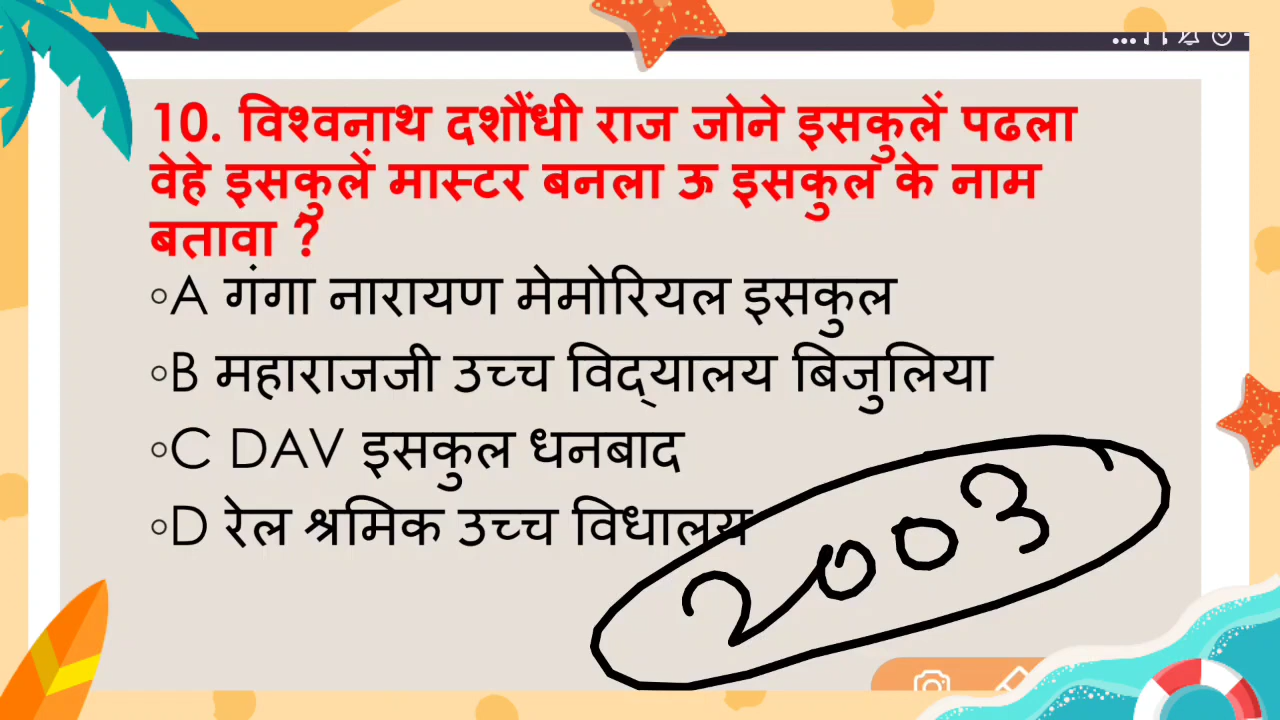 10. विश्वनाथ दशौंधी राज जोने इसकुलें पढला
वेहे इसकुलें मास्टर बनला ऊ इसकुल के नाम
बतावा ?
◦A गंगा नारायण मेमोरियल इसकुल
◦B महाराजजी उच्च विद्यालय बिजुलिया
◦C DAV इसकुल धनबाद
◦D रेल श्रमिक उच्च विधालय
2003